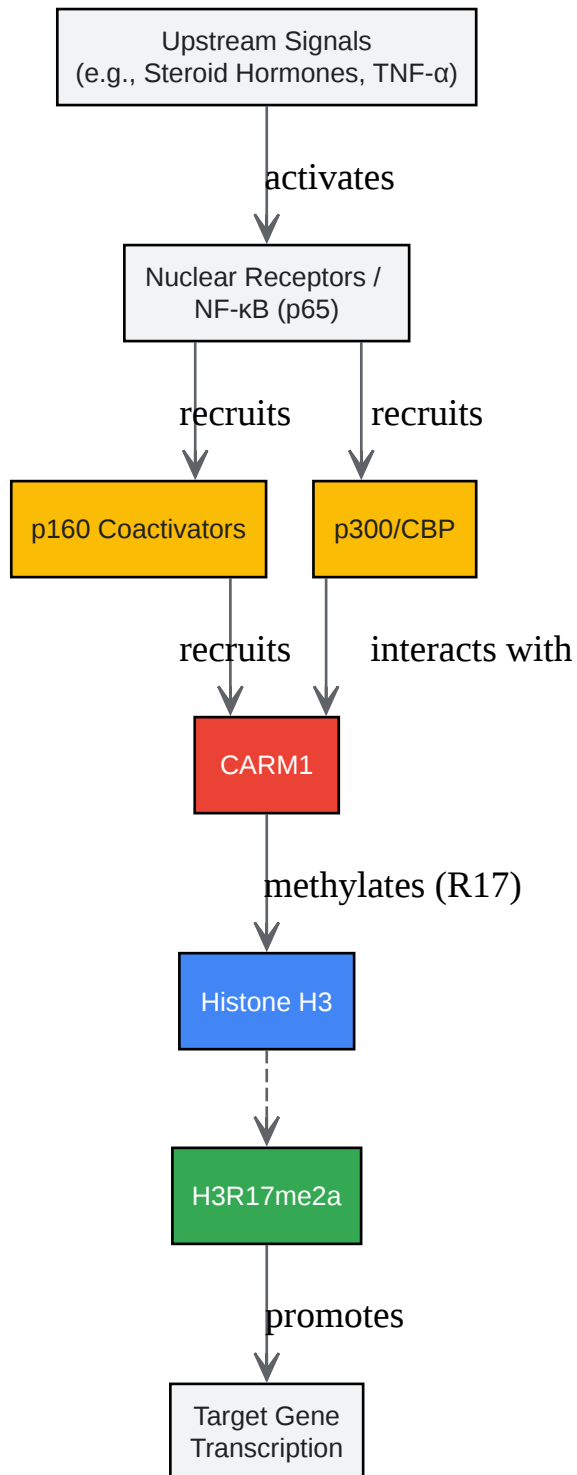 Upstream Signals
(e.g., Steroid Hormones, TNF-α)
activates
Nuclear Receptors /
NF-κB (p65)
recruits
recruits
p160 Coactivators
p300/CBP
recruits
interacts with
CARM1
methylates (R17)
Histone H3
H3R17me2a
promotes
Target Gene
Transcription